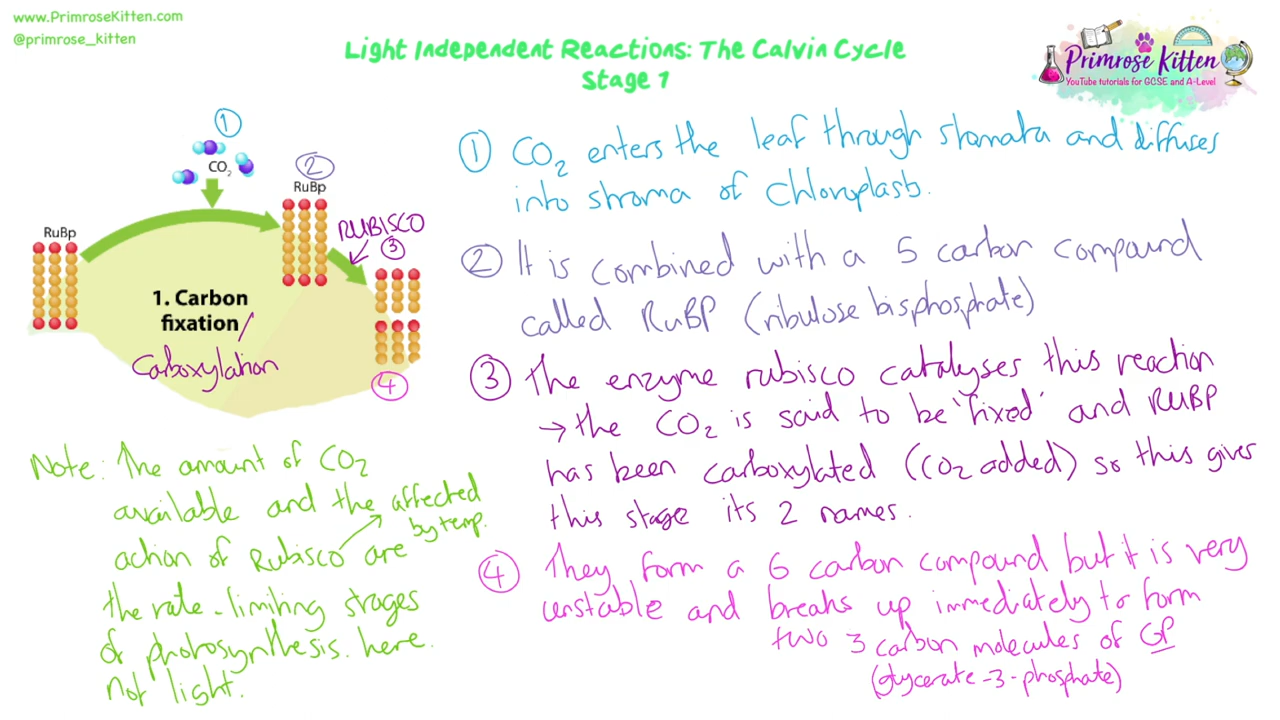 www.PrimroseKitten.com
@primrose_kitten
Light Independent Reactions: The Calvin Cycle
Stage 1
Primrose Kitten
YouTube tutorials for GCSE and A-Level
1
CO2
2
RuBp
RUBISCO
3
RuBp
1. Carbon
fixation/
Carboxylation
4
1 CO2 enters the leaf through stomata and diffuses
into stroma of Chloroplasts.
2 It is combined with a 5 carbon compound
called RuBP (ribulose bisphosphate)
3 The enzyme rubisco catalyses this reaction
→ the CO2 is said to be 'fixed' and RUBP
has been carboxylated (CO2 added) so this gives
this stage its 2 names.
4 They form a 6 carbon compound but it is very
unstable and breaks up immediately to form
two 3 carbon molecules of GP
(glycerate-3-phosphate)
Note: The amount of CO2
available and the affected
by temp.
action of Rubisco are
the rate-limiting stages
of photosynthesis. here.
not light.